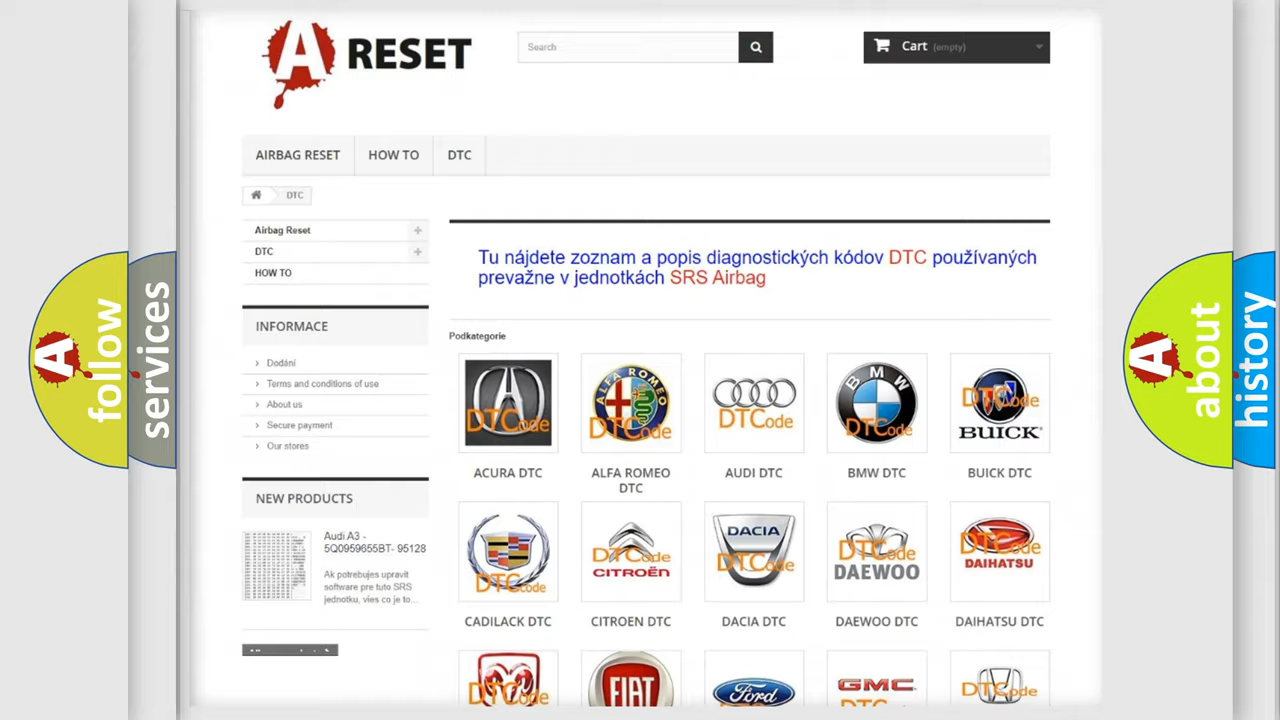 A RESET
Search
Cart (empty)
AIRBAG RESET
HOW TO
DTC
DTC
Airbag Reset
DTC
HOW TO
INFORMACE
Dodání
Terms and conditions of use
About us
Secure payment
Our stores
NEW PRODUCTS
Audi A3 -
5Q0959655BT- 95128
Ak potrebujes upravit
software pre tuto SRS
jednotku, vies co je to...
Tu nájdete zoznam a popis diagnostických kódov DTC používaných
prevažne v jednotkách SRS Airbag
Podkategorie
DTCode
ALFA ROMEO
DTCode
DTCode
BMW
DTCode
DTCode
BUICK
ACURA DTC
ALFA ROMEO
DTC
AUDI DTC
BMW DTC
BUICK DTC
DTCode
DTCode
CITROËN
DACIA
DTCode
DTCode
DAEWOO
DTCode
DAIHATSU
CADILACK DTC
CITROEN DTC
DACIA DTC
DAEWOO DTC
DAIHATSU DTC
DTCode
FIAT
Ford
GMC
DTCode
A follow
services
A about
history